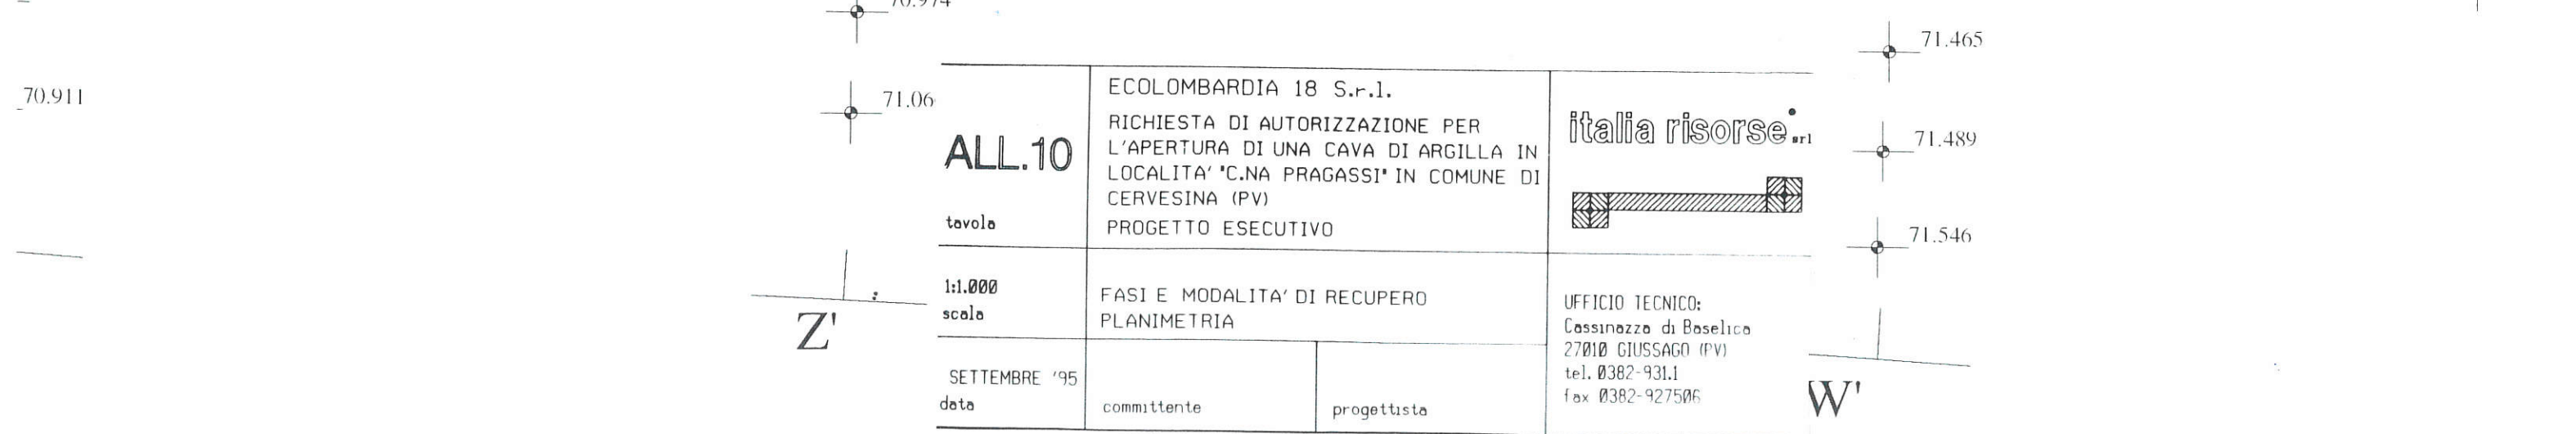 70.911
71.06
ALL.10
tavola
ECOLOMBARDIA 18 S.r.l.
RICHIESTA DI AUTORIZZAZIONE PER
L'APERTURA DI UNA CAVA DI ARGILLA IN
LOCALITA' "C.NA PRAGASSI" IN COMUNE DI
CERVESINA (PV)
PROGETTO ESECUTIVO
italia risorse srl
71.465
71.489
71.546
1:1.000
scala
FASI E MODALITA' DI RECUPERO
PLANIMETRIA
SETTEMBRE '95
data
committente
progettista
UFFICIO TECNICO:
Cassinazza di Baselica
27010 GIUSSAGO (PV)
tel. 0382-931.1
fax 0382-927506
Z'
W'